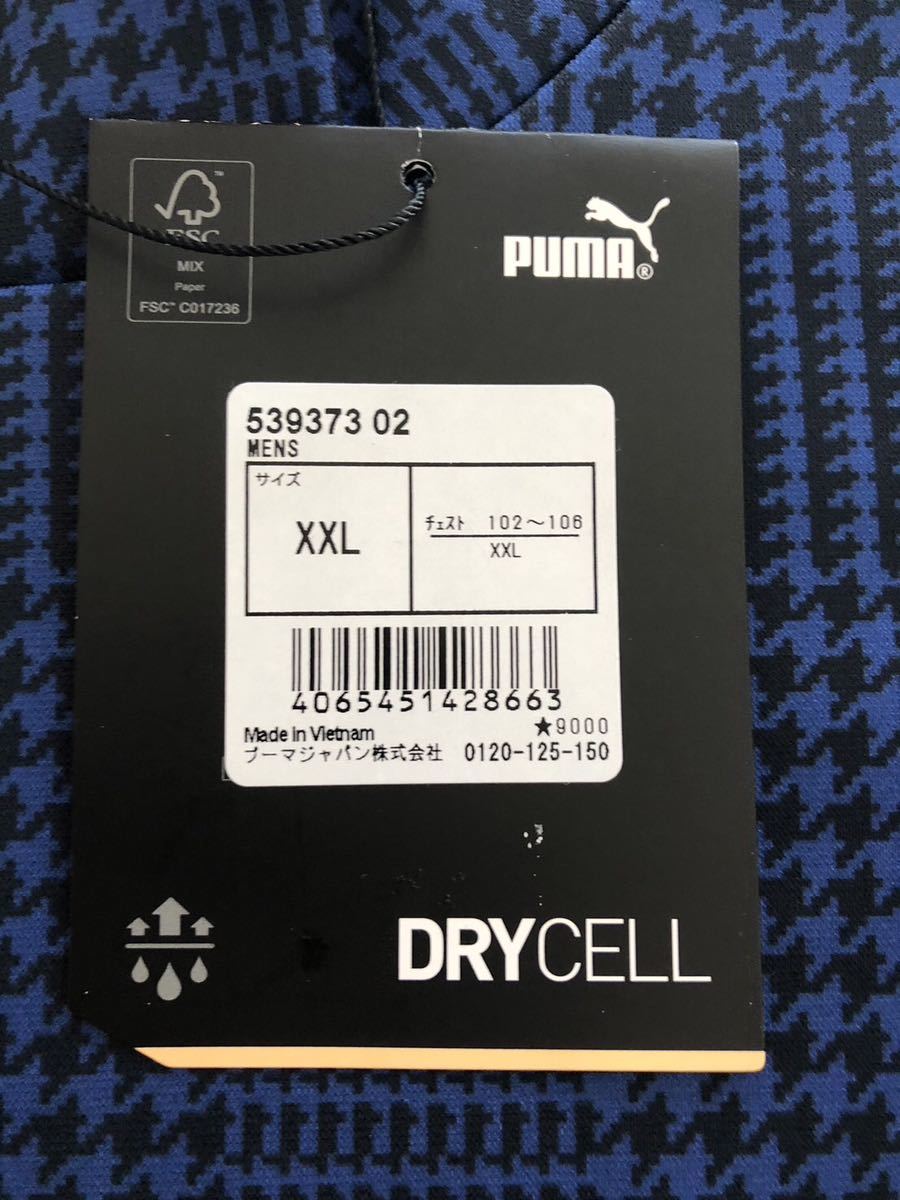 FSC
MIX
Paper
FSC™ C017236
PUMA®
539373 02
MENS
サイズ
XXL
チェスト 102～106
XXL
4065451428663
★9000
Made in Vietnam
プーマジャパン株式会社 0120-125-150
DRYCELL